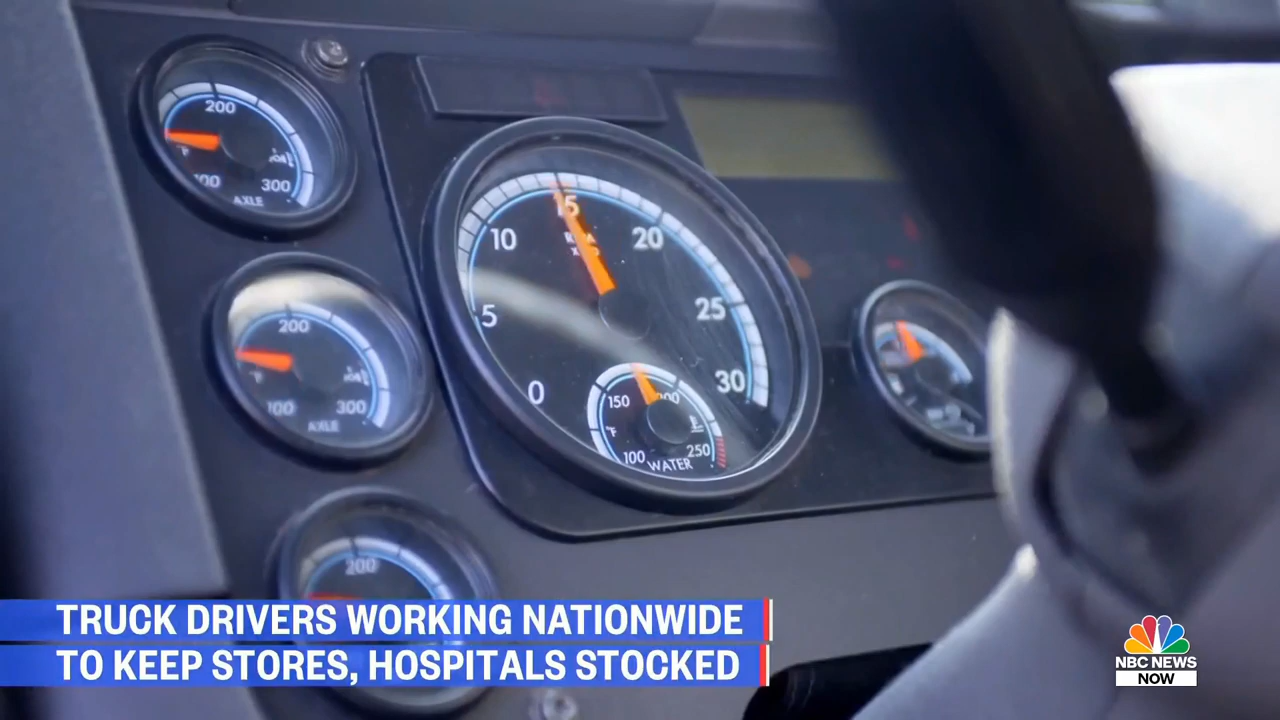 200
°F
100
300
AXLE
200
°F
100
300
AXLE
200
15
10
20
5
25
0
30
150
200
°F
100
250
WATER
TRUCK DRIVERS WORKING NATIONWIDE
TO KEEP STORES, HOSPITALS STOCKED
NBC NEWS
NOW